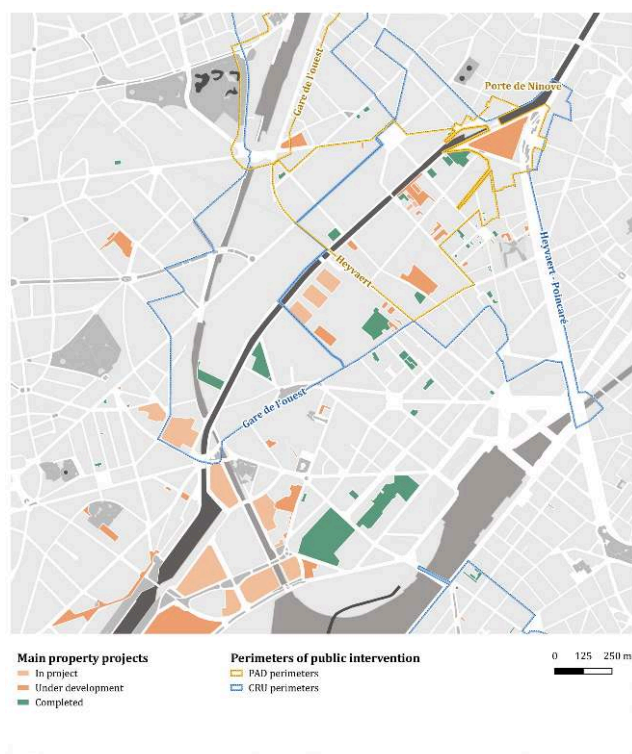 Gare de l'ouest
Porte de Ninove
Heyvaert
Heyvaert - Poincaré
Gare de l'ouest
Main property projects
In project
Under development
Completed
Perimeters of public intervention
PAD perimeters
CRU perimeters
0 125 250 m